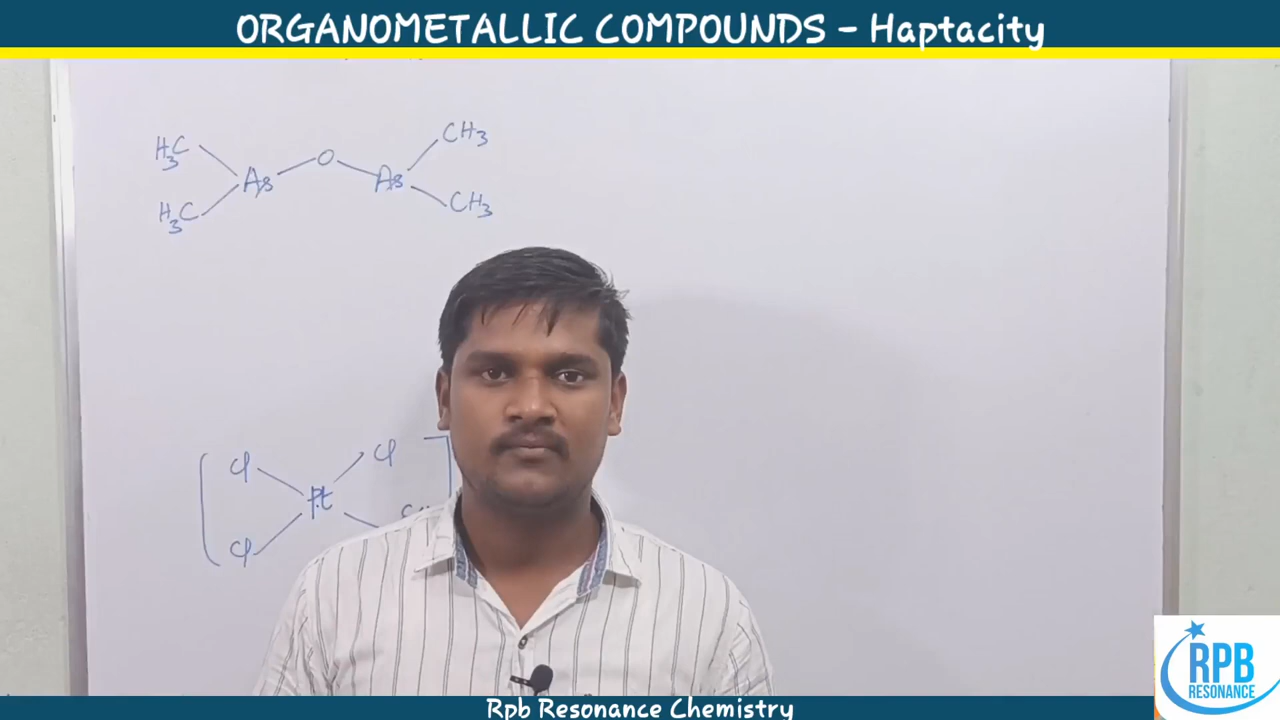 ORGANOMETALLIC COMPOUNDS – Haptacity
H3C As O As CH3
H3C CH3
Cl Cl
Pt
Cl
RPB
RESONANCE
Rpb Resonance Chemistry